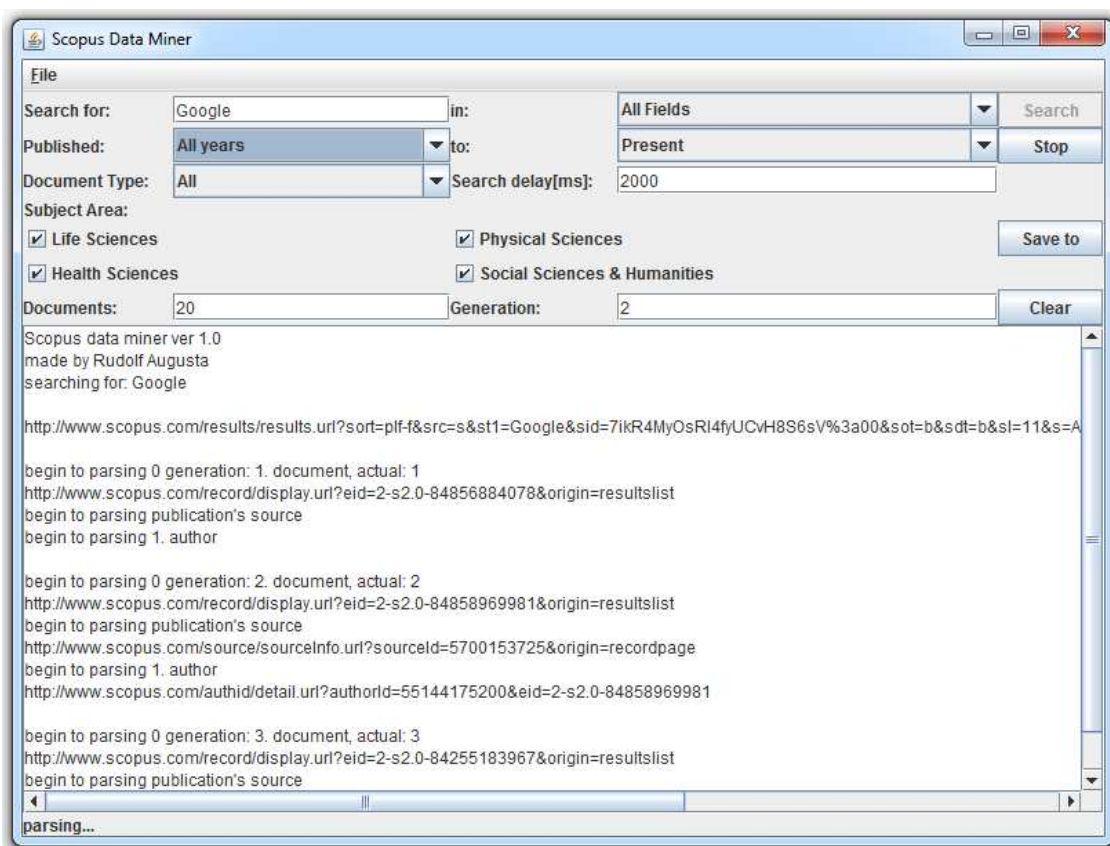 Scopus Data Miner
File
Search for: Google in: All Fields Search
Published: All years to: Present Stop
Document Type: All Search delay[ms]: 2000
Subject Area:
Life Sciences Physical Sciences Save to
Health Sciences Social Sciences & Humanities
Documents: 20 Generation: 2 Clear
Scopus data miner ver 1.0
made by Rudolf Augusta
searching for: Google
http://www.scopus.com/results/results.url?sort=plf-f&src=s&st1=Google&sid=7ikR4MyOsRI4fyUCvH8S6sV%3a00&sot=b&sdt=b&sl=11&s=A
begin to parsing 0 generation: 1. document, actual: 1
http://www.scopus.com/record/display.url?eid=2-s2.0-84856884078&origin=resultslist
begin to parsing publication's source
begin to parsing 1. author
begin to parsing 0 generation: 2. document, actual: 2
http://www.scopus.com/record/display.url?eid=2-s2.0-84858969981&origin=resultslist
begin to parsing publication's source
http://www.scopus.com/source/sourceInfo.url?sourceId=5700153725&origin=recordpage
begin to parsing 1. author
http://www.scopus.com/authid/detail.url?authorId=55144175200&eid=2-s2.0-84858969981
begin to parsing 0 generation: 3. document, actual: 3
http://www.scopus.com/record/display.url?eid=2-s2.0-84255183967&origin=resultslist
begin to parsing publication's source
parsing...